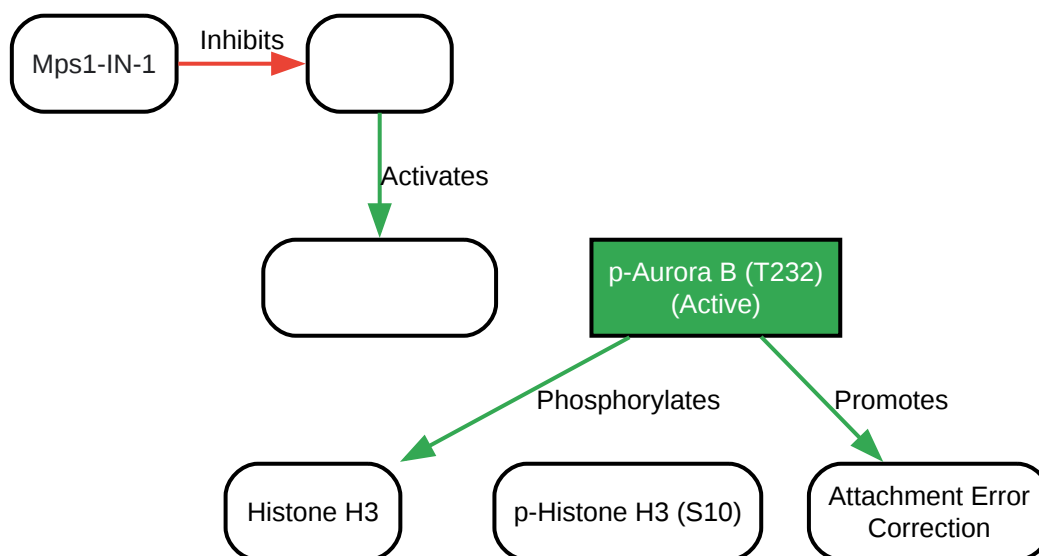 Inhibits
Mps1-IN-1
Activates
p-Aurora B (T232)
(Active)
Phosphorylates
Promotes
Histone H3
p-Histone H3 (S10)
Attachment Error
Correction